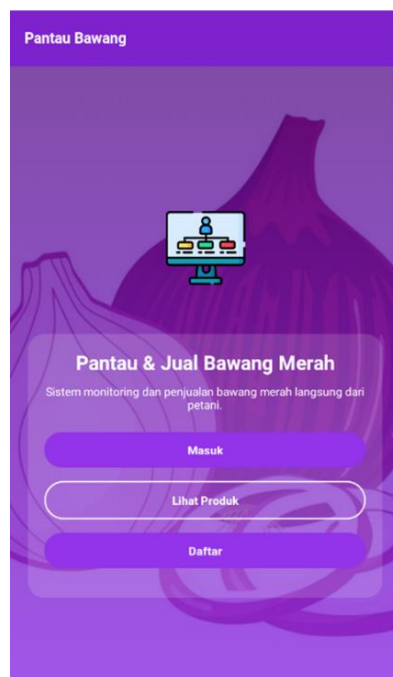 Pantau Bawang
Pantau & Jual Bawang Merah
Sistem monitoring dan penjualan bawang merah langsung dari
petani.
Masuk
Lihat Produk
Daftar